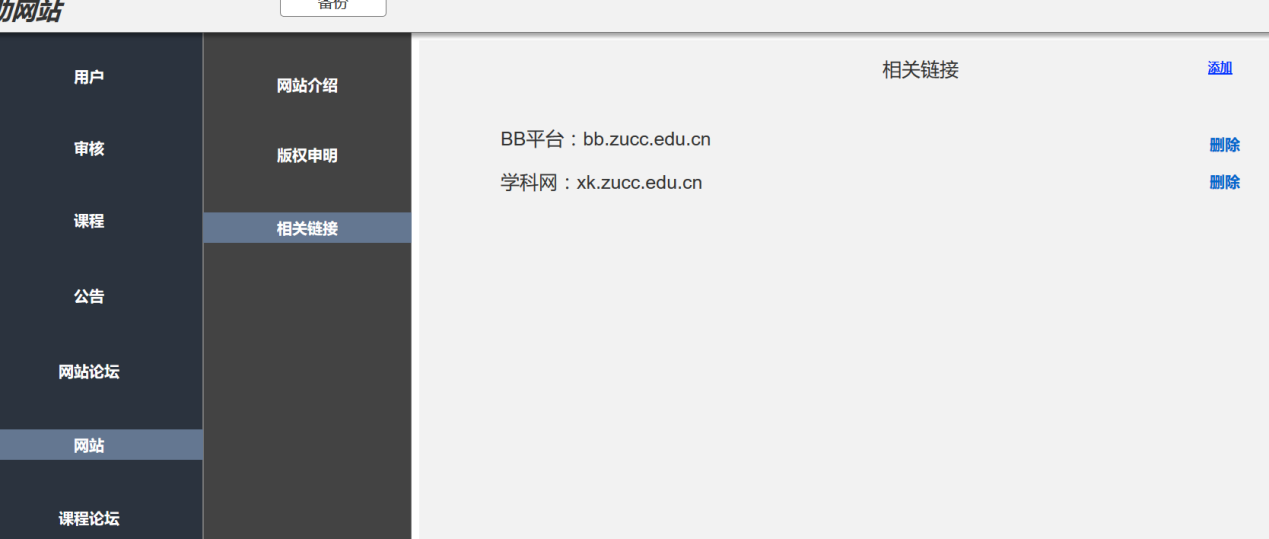 助网站
备份
用户
审核
课程
公告
网站论坛
网站
课程论坛
网站介绍
版权申明
相关链接
相关链接
添加
BB平台：bb.zucc.edu.cn
删除
学科网：xk.zucc.edu.cn
删除